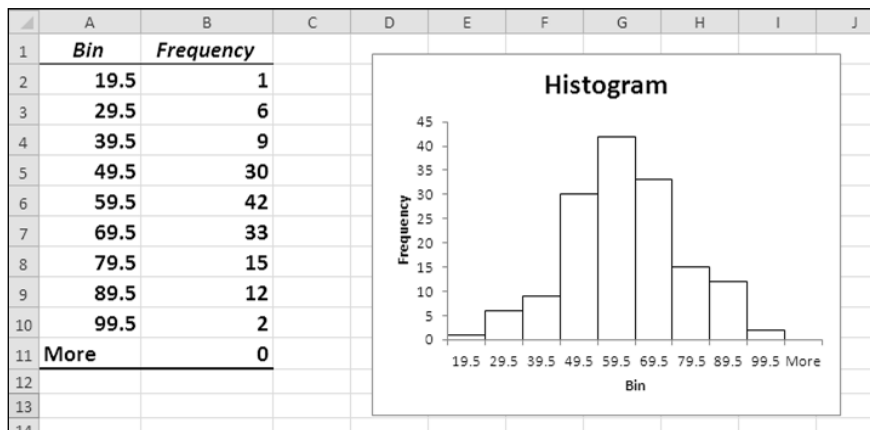 A B C D E F G H I J
1 Bin Frequency
2 19.5 1
3 29.5 6
4 39.5 9
5 49.5 30
6 59.5 42
7 69.5 33
8 79.5 15
9 89.5 12
10 99.5 2
11 More 0
12
13
14
Histogram
Frequency
45
40
35
30
25
20
15
10
5
0
19.5 29.5 39.5 49.5 59.5 69.5 79.5 89.5 99.5 More
Bin